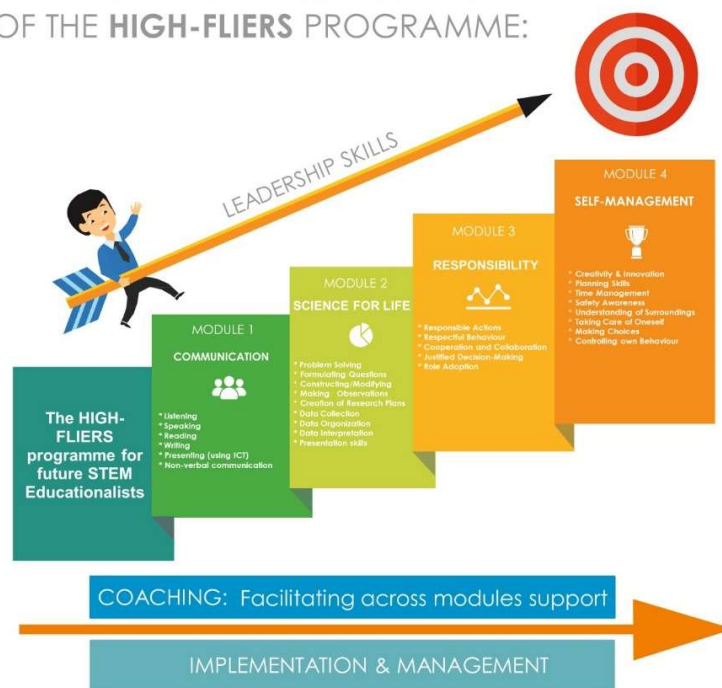 OF THE HIGH-FLIERS PROGRAMME:
LEADERSHIP SKILLS
The HIGH-
FLIERS
programme for
future STEM
Educationalists
MODULE 1
COMMUNICATION
* Listening
* Speaking
* Reading
* Writing
* Presenting (using ICT)
* Non-verbal communication
MODULE 2
SCIENCE FOR LIFE
* Problem Solving
* Formulating Questions
* Constructing/Modifying
* Making Observations
* Creation of Research Plans
* Data Collection
* Data Organization
* Data Interpretation
* Presentation skills
MODULE 3
RESPONSIBILITY
* Responsible Actions
* Respectful Behaviour
* Cooperation and Collaboration
* Justified Decision-Making
* Role Adoption
MODULE 4
SELF-MANAGEMENT
* Creativity & Innovation
* Planning Skills
* Time Management
* Safety Awareness
* Understanding of Surroundings
* Taking Care of Oneself
* Making Choices
* Controlling own Behaviour
COACHING: Facilitating across modules support
IMPLEMENTATION & MANAGEMENT